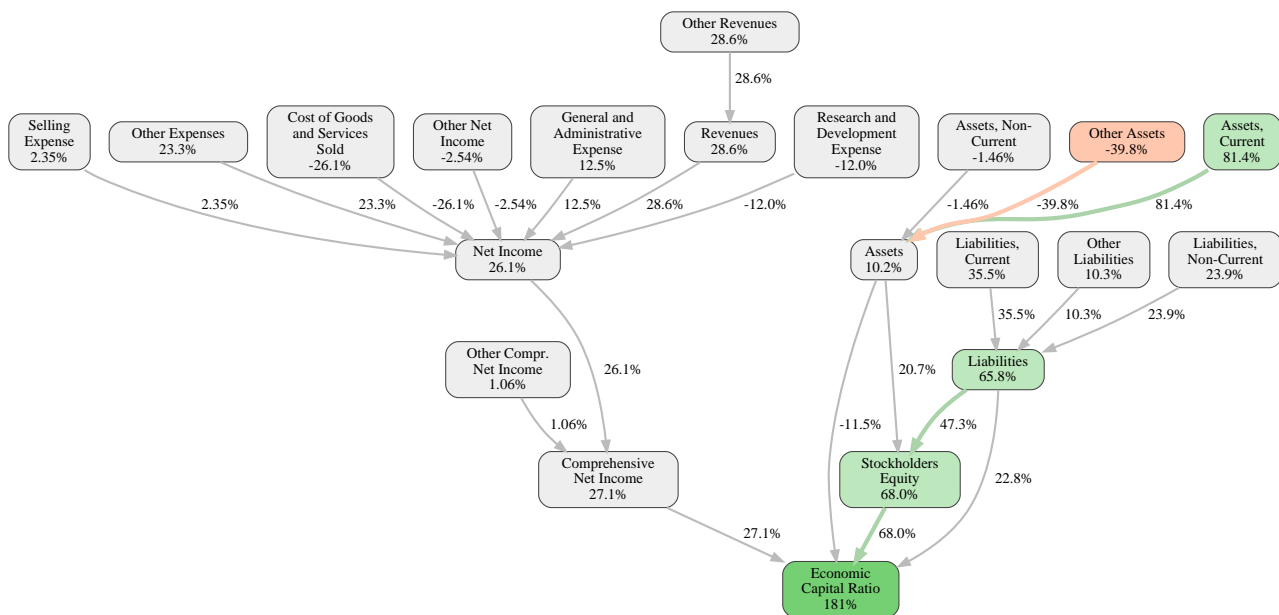 Other Revenues
28.6%
28.6%
Selling
Expense
2.35%
Other Expenses
23.3%
Cost of Goods
and Services
Sold
-26.1%
Other Net
Income
-2.54%
General and
Administrative
Expense
12.5%
Revenues
28.6%
Research and
Development
Expense
-12.0%
Assets, Non-
Current
-1.46%
Other Assets
-39.8%
Assets,
Current
81.4%
2.35%
23.3%
-26.1%
-2.54%
12.5%
28.6%
-12.0%
-1.46%
-39.8%
81.4%
Net Income
26.1%
Assets
10.2%
Liabilities,
Current
35.5%
Other
Liabilities
10.3%
Liabilities,
Non-Current
23.9%
35.5%
10.3%
23.9%
Other Compr.
Net Income
1.06%
26.1%
20.7%
Liabilities
65.8%
1.06%
-11.5%
47.3%
Comprehensive
Net Income
27.1%
Stockholders
Equity
68.0%
22.8%
27.1%
68.0%
Economic
Capital Ratio
181%